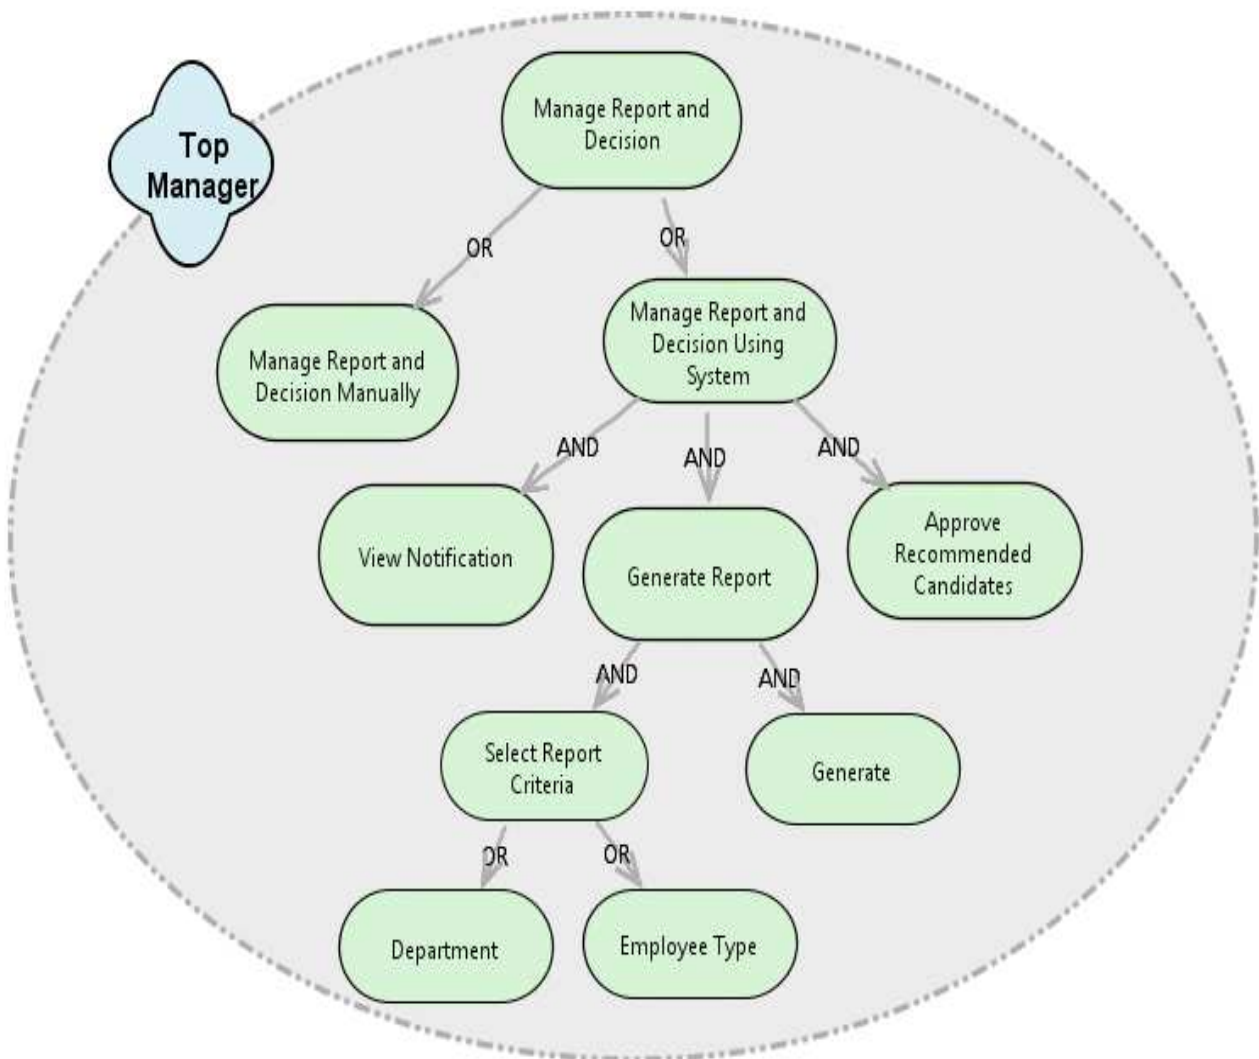 Top
Manager
Manage Report and
Decision
OR
OR
Manage Report and
Decision Manually
Manage Report and
Decision Using
System
AND
AND
AND
View Notification
Generate Report
Approve
Recommended
Candidates
AND
AND
Select Report
Criteria
Generate
OR
OR
Department
Employee Type